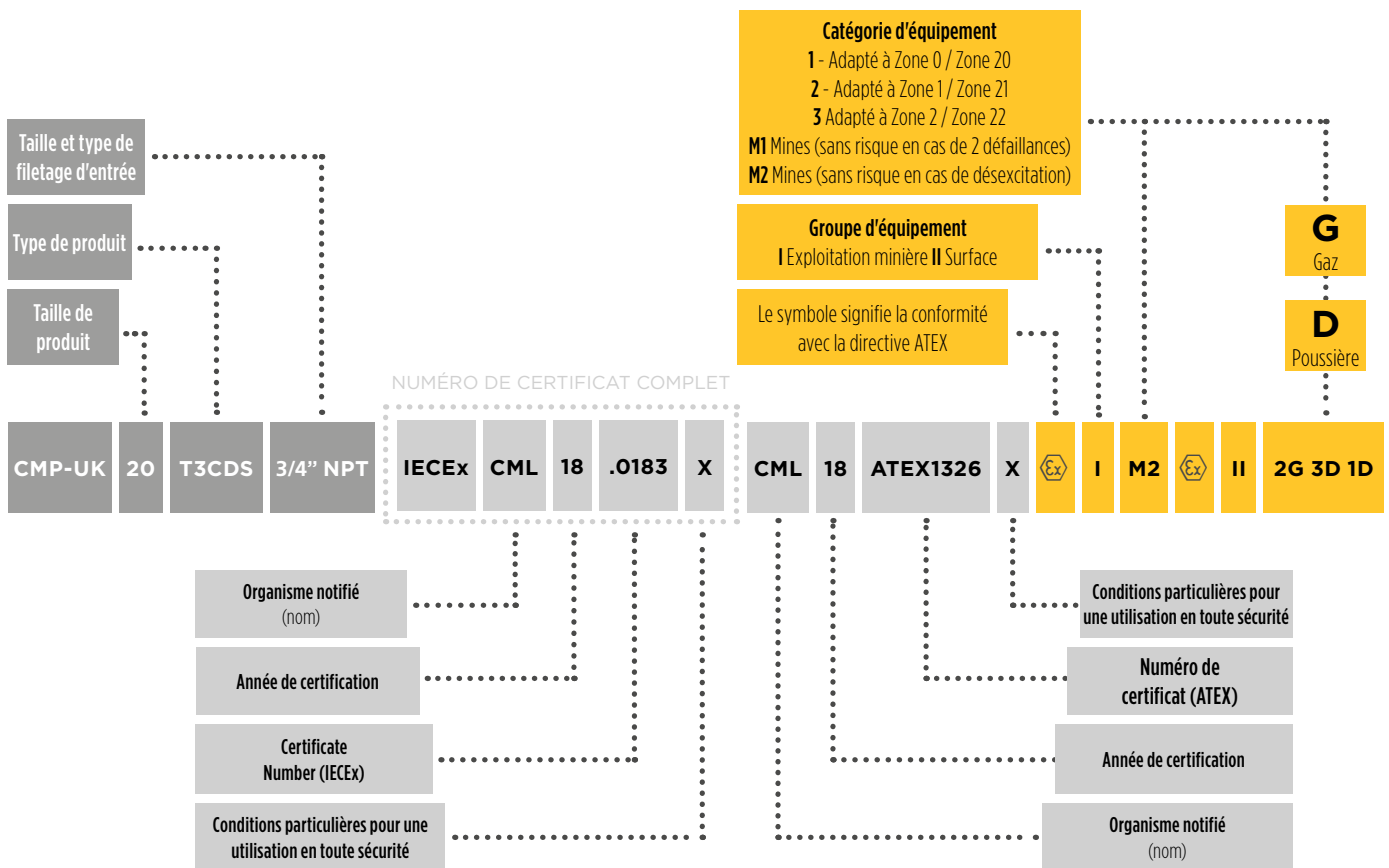 Catégorie d'équipement
1 - Adapté à Zone 0 / Zone 20
2 - Adapté à Zone 1 / Zone 21
3 Adapté à Zone 2 / Zone 22
M1 Mines (sans risque en cas de 2 défaillances)
M2 Mines (sans risque en cas de désexcitation)
Taille et type de
filetage d'entrée
Type de produit
Taille de
produit
Groupe d'équipement
I Exploitation minière II Surface
Le symbole signifie la conformité
avec la directive ATEX
G
Gaz
D
Poussière
NUMÉRO DE CERTIFICAT COMPLET
CMP-UK 20 T3CDS 3/4” NPT IECEx CML 18 .0183 X CML 18 ATEX1326 X Ex I M2 Ex II 2G 3D 1D
Organisme notifié
(nom)
Année de certification
Certificate
Number (IECEx)
Conditions particulières pour une
utilisation en toute sécurité
Conditions particulières pour
une utilisation en toute sécurité
Numéro de
certificat (ATEX)
Année de certification
Organisme notifié
(nom)